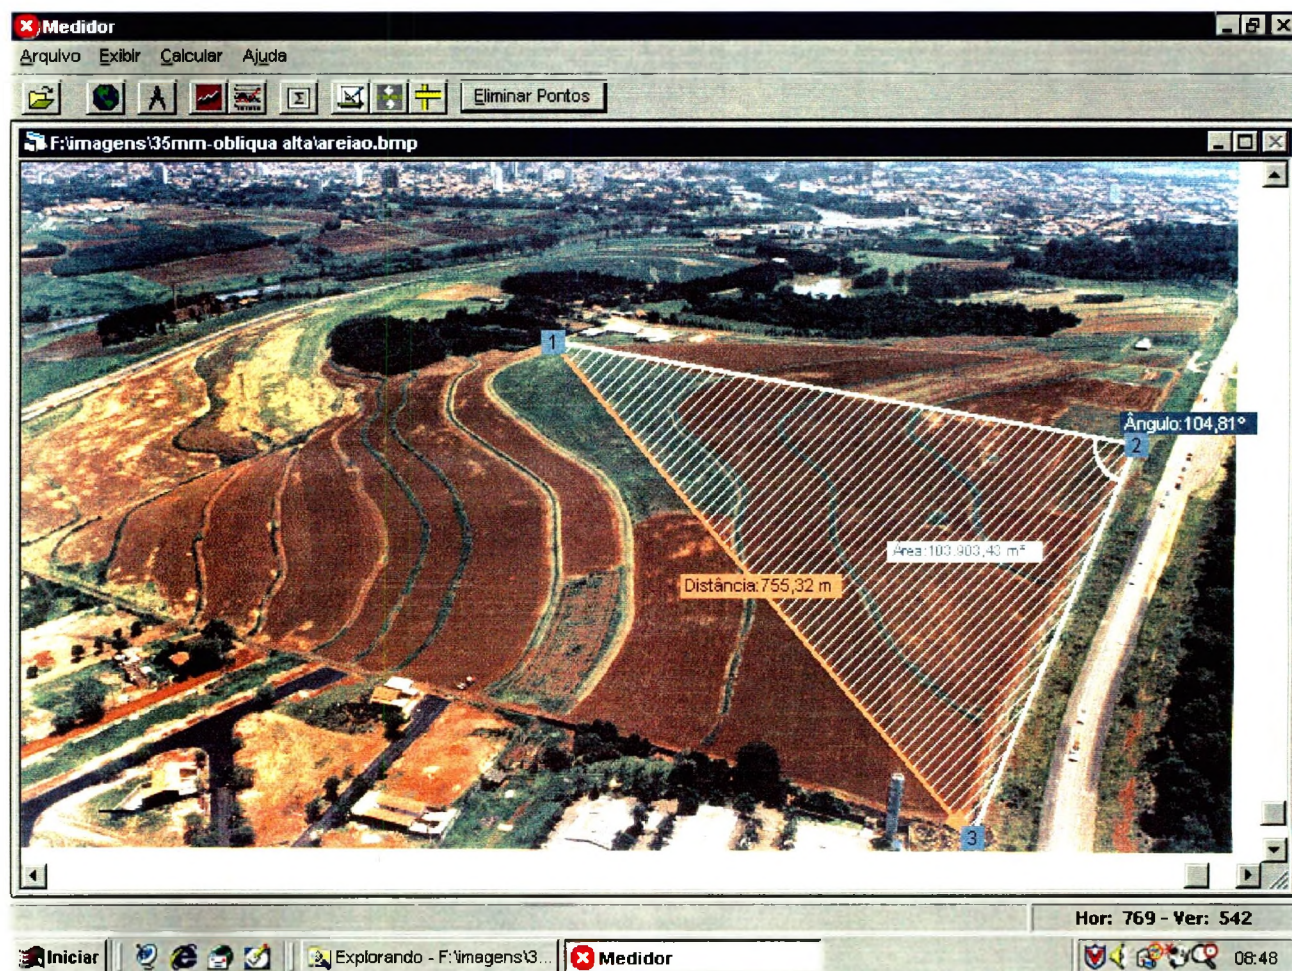 Medidor
Arquivo Exibir Calcular Ajuda
Σ
Eliminar Pontos
F:\imagens\35mm-obliqua alta\areiao.bmp
1
Ângulo:104,81°
2
Área:103.903,43 m²
Distância:755,32 m
3
Hor: 769 - Ver: 542
Iniciar
Explorando - F:\imagens\3...
Medidor
08:48